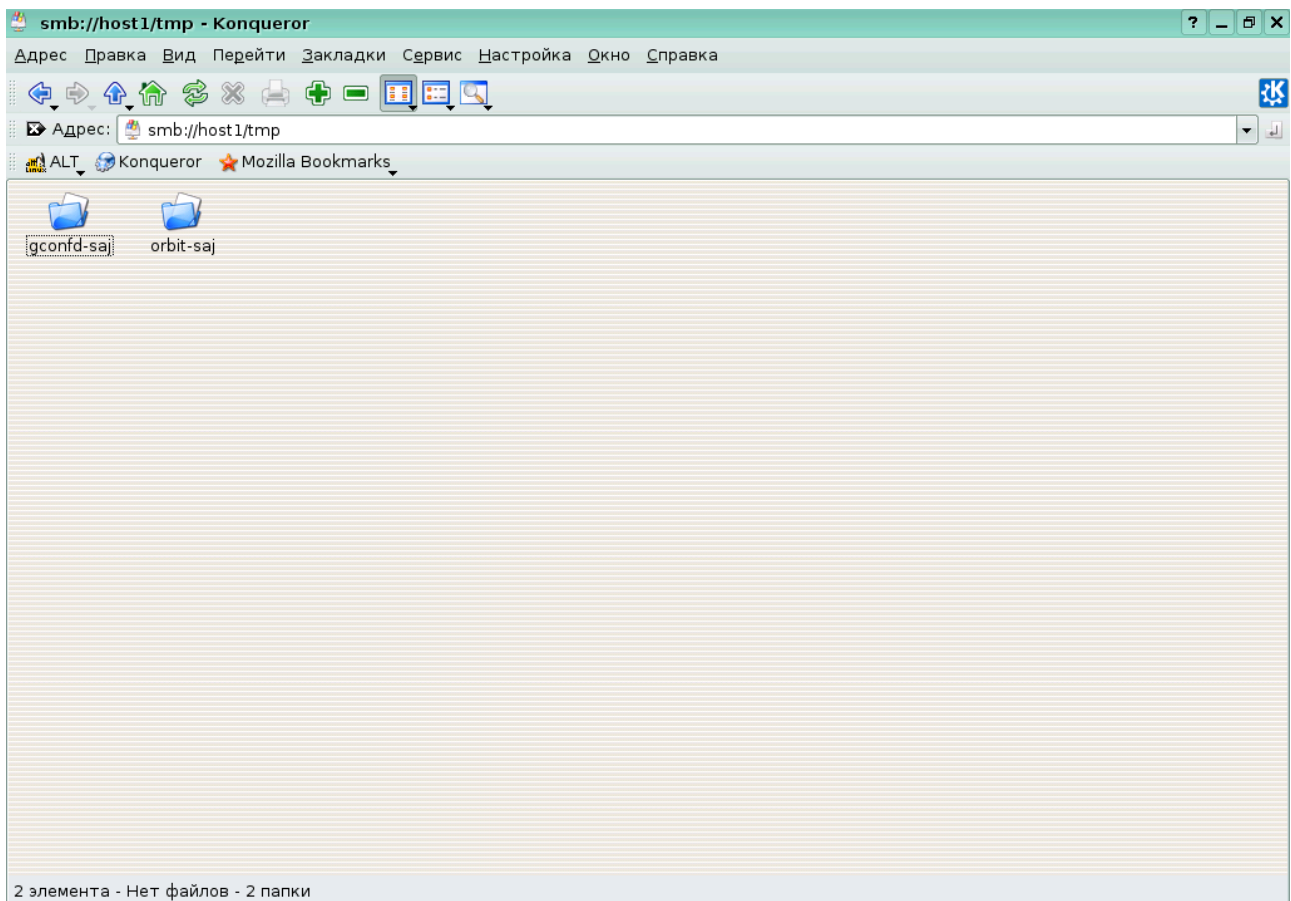 smb://host1/tmp - Konqueror
Адрес Правка Вид Перейти Закладки Сервис Настройка Окно Справка
Адрес: smb://host1/tmp
ALT Linux Konqueror Mozilla Bookmarks
gconfd-saj orbit-saj
2 элемента - Нет файлов - 2 папки